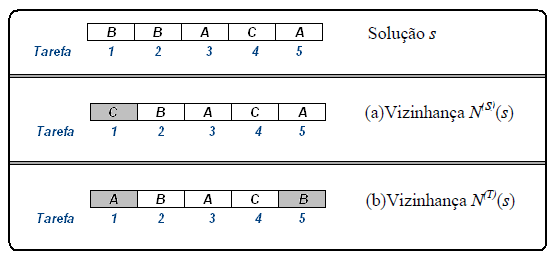 B B A C A Solução s
Tarefa 1 2 3 4 5
C B A C A (a)Vizinhança N(S)(s)
Tarefa 1 2 3 4 5
A B A C B (b)Vizinhança N(T)(s)
Tarefa 1 2 3 4 5